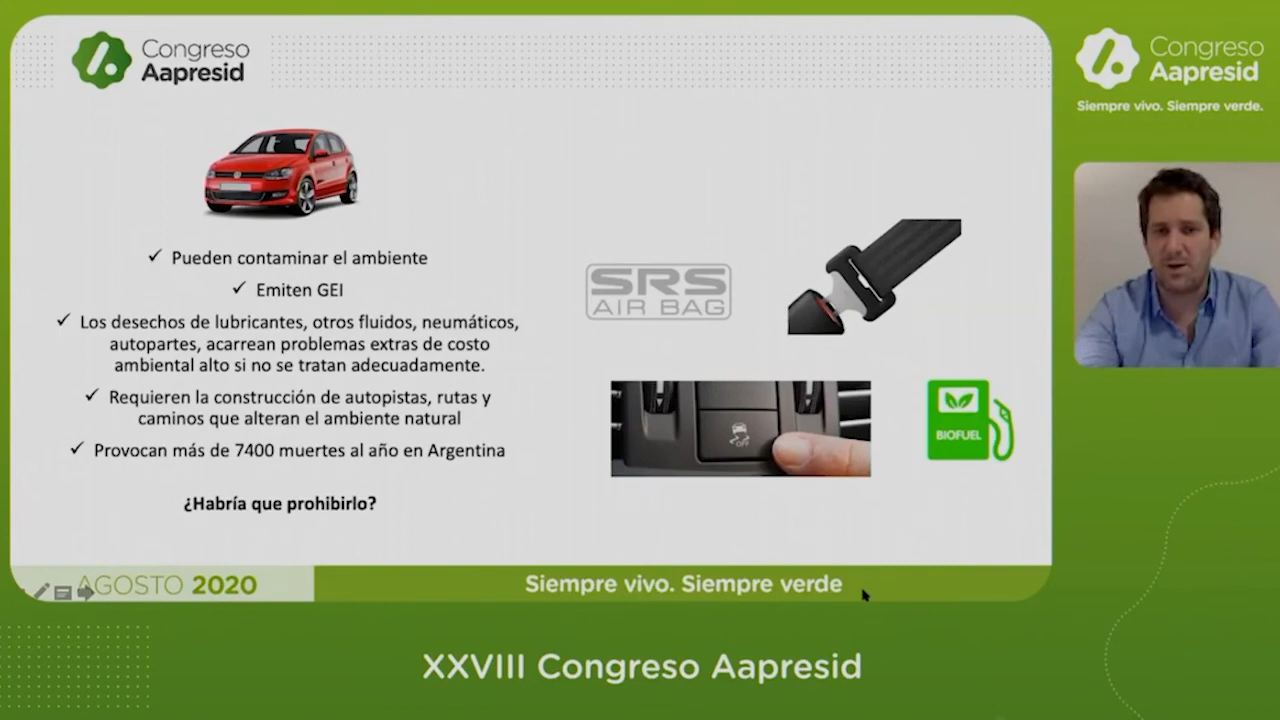 Congreso
Aapresid
Congreso
Aapresid
Siempre vivo. Siempre verde.
✓ Pueden contaminar el ambiente
✓ Emiten GEI
✓ Los desechos de lubricantes, otros fluidos, neumáticos,
autopartes, acarrean problemas extras de costo
ambiental alto si no se tratan adecuadamente.
✓ Requieren la construcción de autopistas, rutas y
caminos que alteran el ambiente natural
✓ Provocan más de 7400 muertes al año en Argentina
¿Habría que prohibirlo?
SRS
AIR BAG
OFF
BIOFUEL
AGOSTO 2020
Siempre vivo. Siempre verde
XXVIII Congreso Aapresid